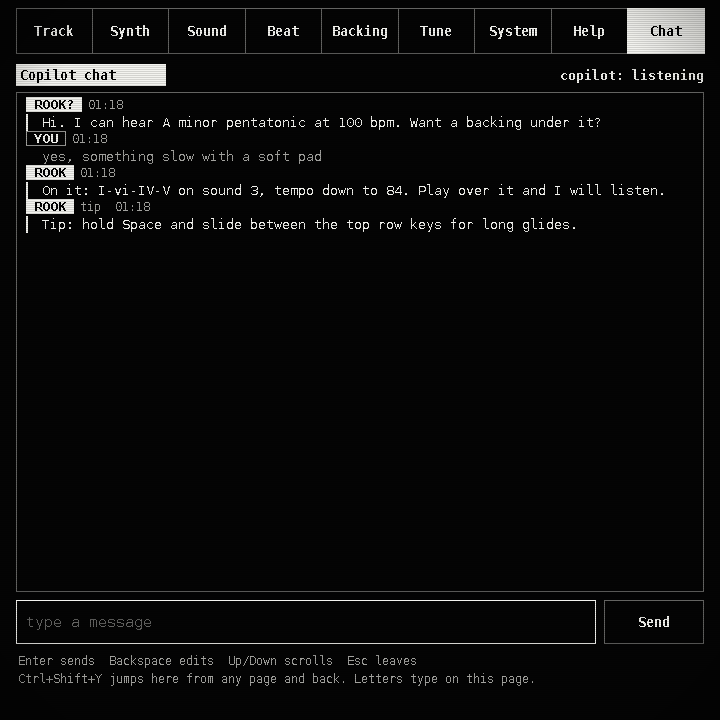 Track Synth Sound Beat Backing Tune System Help Chat
Copilot chat copilot: listening
ROOK? 01:18
Hi. I can hear A minor pentatonic at 100 bpm. Want a backing under it?
YOU 01:18
yes, something slow with a soft pad
ROOK 01:18
On it: I-vi-IV-V on sound 3, tempo down to 84. Play over it and I will listen.
ROOK tip 01:18
Tip: hold Space and slide between the top row keys for long glides.
type a message Send
Enter sends Backspace edits Up/Down scrolls Esc leaves
Ctrl+Shift+Y jumps here from any page and back. Letters type on this page.